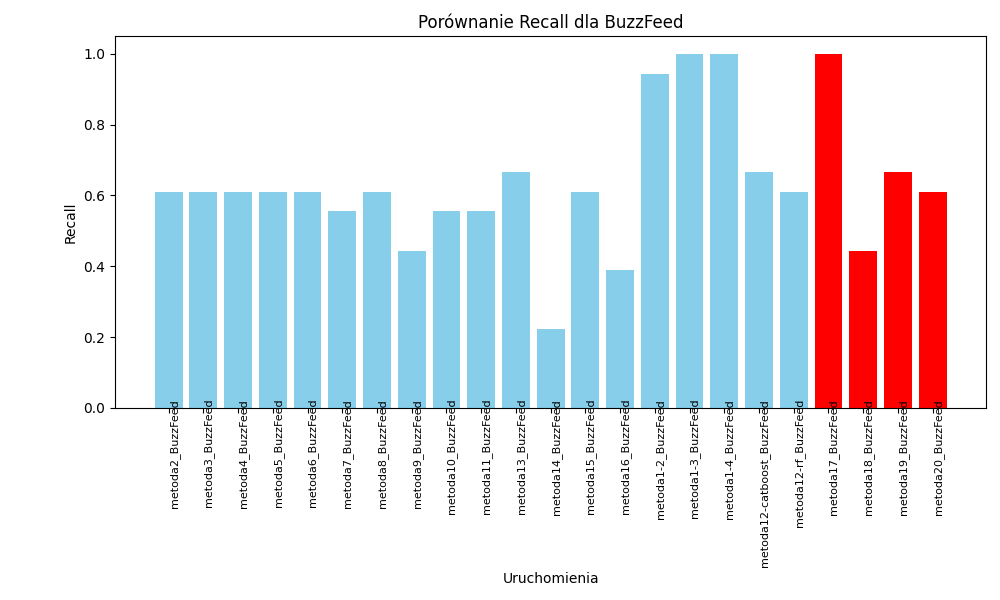 Porównanie Recall dla BuzzFeed
Recall
1.0
0.8
0.6
0.4
0.2
0.0
metoda2_BuzzFeed
metoda3_BuzzFeed
metoda4_BuzzFeed
metoda5_BuzzFeed
metoda6_BuzzFeed
metoda7_BuzzFeed
metoda8_BuzzFeed
metoda9_BuzzFeed
metoda10_BuzzFeed
metoda11_BuzzFeed
metoda13_BuzzFeed
metoda14_BuzzFeed
metoda15_BuzzFeed
metoda16_BuzzFeed
metoda1-2_BuzzFeed
metoda1-3_BuzzFeed
metoda1-4_BuzzFeed
metoda12-catboost_BuzzFeed
metoda12-rf_BuzzFeed
metoda17_BuzzFeed
metoda18_BuzzFeed
metoda19_BuzzFeed
metoda20_BuzzFeed
Uruchomienia